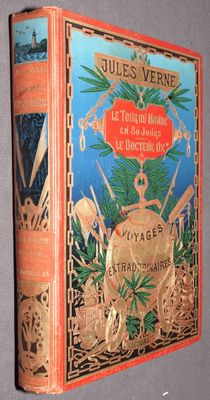 JULES VERNE
LE TOUR DU MONDE
EN 80 JOURS
LE DOCTEUR OX
VOYAGES
EXTRAORDINAIRES